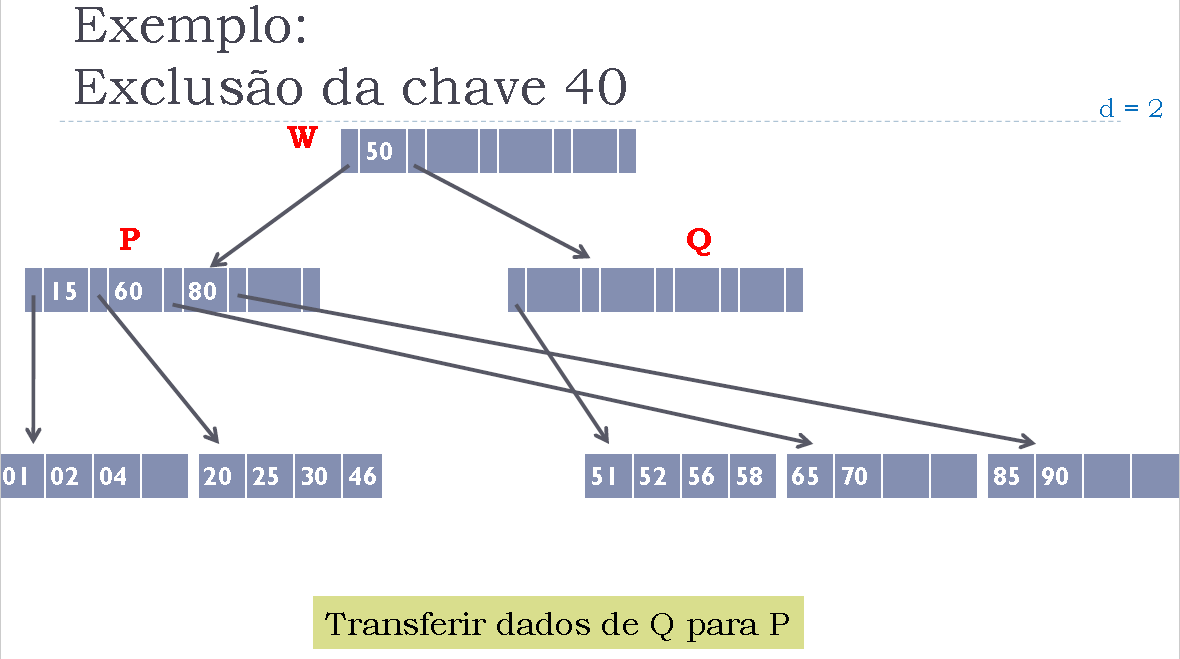 Exemplo:
Exclusão da chave 40
d = 2
W
50
P
Q
15 60 80
01 02 04 20 25 30 46 51 52 56 58 65 70 85 90
Transferir dados de Q para P